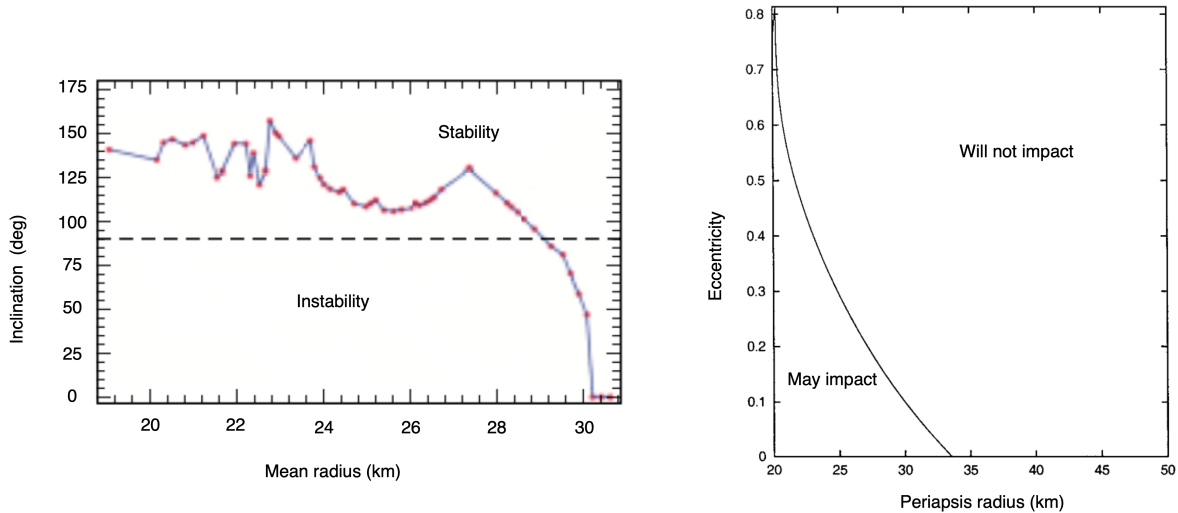 175
150
125
100
75
50
25
0
Inclination (deg)
Stability
Instability
20 22 24 26 28 30
Mean radius (km)
0.8
0.7
0.6
0.5
0.4
0.3
0.2
0.1
0
Eccentricity
Will not impact
May impact
20 25 30 35 40 45 50
Periapsis radius (km)